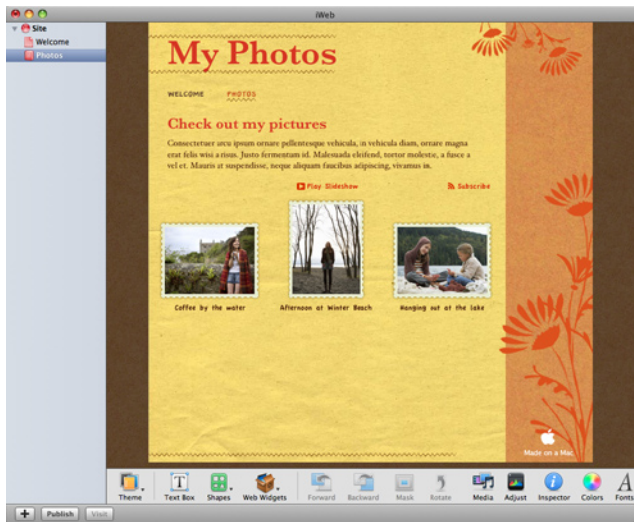 iWeb
Site
Welcome
Photos
My Photos
WELCOME PHOTOS
Check out my pictures
Consectetuer arcu ipsum ornare pellentesque vehicula, in vehicula diam, ornare magna
erat felis wisi a risus. Justo fermentum id. Malesuada eleifend, tortor molestie, a fusce a
vel et. Mauris at suspendisse, neque aliquam faucibus adipiscing, vivamus in.
Play Slideshow Subscribe
Coffee by the water Afternoon at Winter Beach Hanging out at the lake
Made on a Mac
Theme Text Box Shapes Web Widgets Forward Backward Mask Rotate Media Adjust Inspector Colors Fonts
Publish Visit